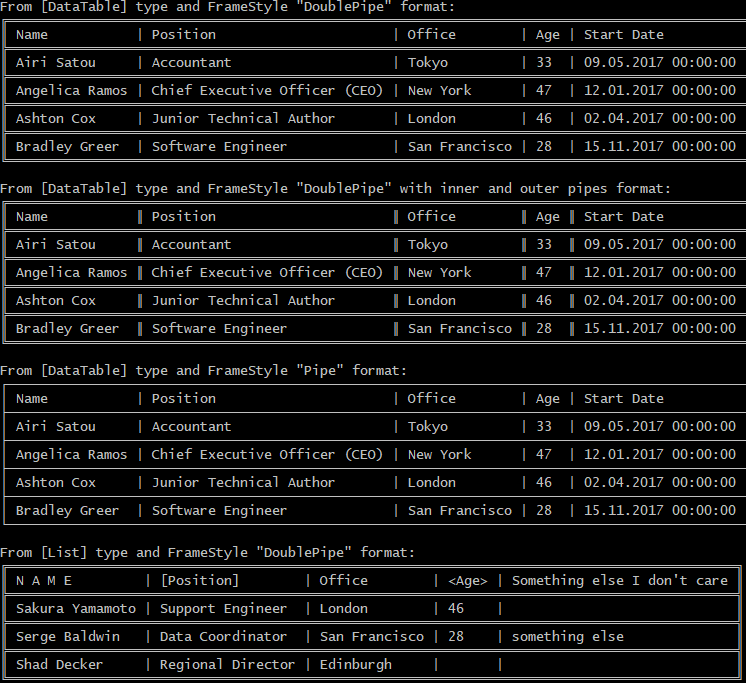 From [DataTable] type and FrameStyle "DoublePipe" format:
Name | Position | Office | Age | Start Date
Airi Satou | Accountant | Tokyo | 33 | 09.05.2017 00:00:00
Angelica Ramos | Chief Executive Officer (CEO) | New York | 47 | 12.01.2017 00:00:00
Ashton Cox | Junior Technical Author | London | 46 | 02.04.2017 00:00:00
Bradley Greer | Software Engineer | San Francisco | 28 | 15.11.2017 00:00:00
From [DataTable] type and FrameStyle "DoublePipe" with inner and outer pipes format:
Name ‖ Position ‖ Office ‖ Age ‖ Start Date
Airi Satou ‖ Accountant ‖ Tokyo ‖ 33 ‖ 09.05.2017 00:00:00
Angelica Ramos ‖ Chief Executive Officer (CEO) ‖ New York ‖ 47 ‖ 12.01.2017 00:00:00
Ashton Cox ‖ Junior Technical Author ‖ London ‖ 46 ‖ 02.04.2017 00:00:00
Bradley Greer ‖ Software Engineer ‖ San Francisco ‖ 28 ‖ 15.11.2017 00:00:00
From [DataTable] type and FrameStyle "Pipe" format:
Name | Position | Office | Age | Start Date
Airi Satou | Accountant | Tokyo | 33 | 09.05.2017 00:00:00
Angelica Ramos | Chief Executive Officer (CEO) | New York | 47 | 12.01.2017 00:00:00
Ashton Cox | Junior Technical Author | London | 46 | 02.04.2017 00:00:00
Bradley Greer | Software Engineer | San Francisco | 28 | 15.11.2017 00:00:00
From [List] type and FrameStyle "DoublePipe" format:
N A M E | [Position] | Office | <Age> | Something else I don't care
Sakura Yamamoto | Support Engineer | London | 46 |
Serge Baldwin | Data Coordinator | San Francisco | 28 | something else
Shad Decker | Regional Director | Edinburgh | |